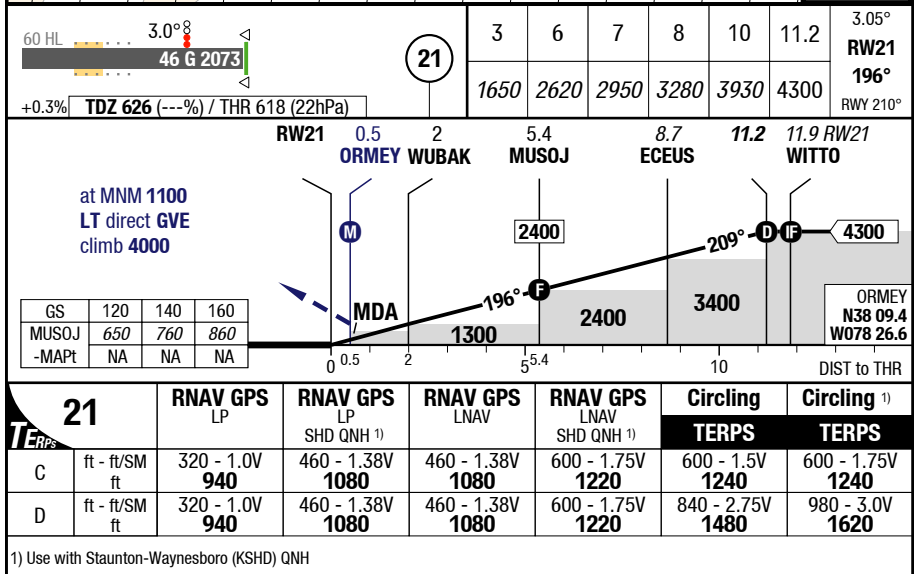 60 HL 3.0°
46 G 2073
+0.3% TDZ 626 (---%) / THR 618 (22hPa)
21
3 6 7 8 10 11.2
1650 2620 2950 3280 3930 4300
3.05°
RW21
196°
RWY 210°
RW21 0.5 2 5.4 8.7 11.2 11.9 RW21
ORMEY WUBAK MUSOJ ECEUS WITTO
at MNM 1100
LT direct GVE
climb 4000
M 2400 209° D IF 4300
MDA 196° F
1300 2400 3400
ORMEY
N38 09.4
W078 26.6
GS 120 140 160
MUSOJ 650 760 860
-MAPt NA NA NA
0 0.5 2 5 5.4 10 DIST to THR
TERPs 21
RNAV GPS RNAV GPS RNAV GPS RNAV GPS Circling Circling 1)
LP LP LNAV LNAV TERPS TERPS
SHD QNH 1) SHD QNH 1)
C ft - ft/SM 320 - 1.0V 460 - 1.38V 460 - 1.38V 600 - 1.75V 600 - 1.5V 600 - 1.75V
ft 940 1080 1080 1220 1240 1240
D ft - ft/SM 320 - 1.0V 460 - 1.38V 460 - 1.38V 600 - 1.75V 840 - 2.75V 980 - 3.0V
ft 940 1080 1080 1220 1480 1620
1) Use with Staunton-Waynesboro (KSHD) QNH